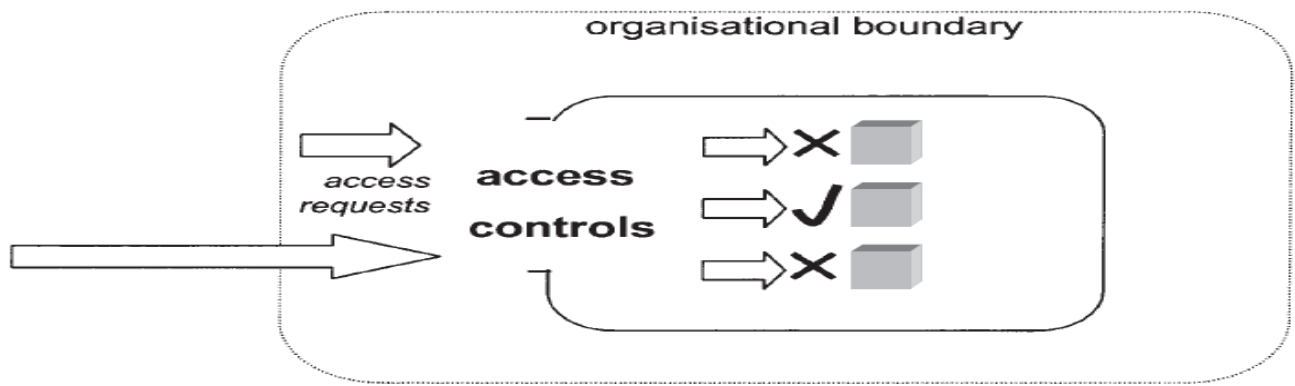 organisational boundary
access
requests
access
controls